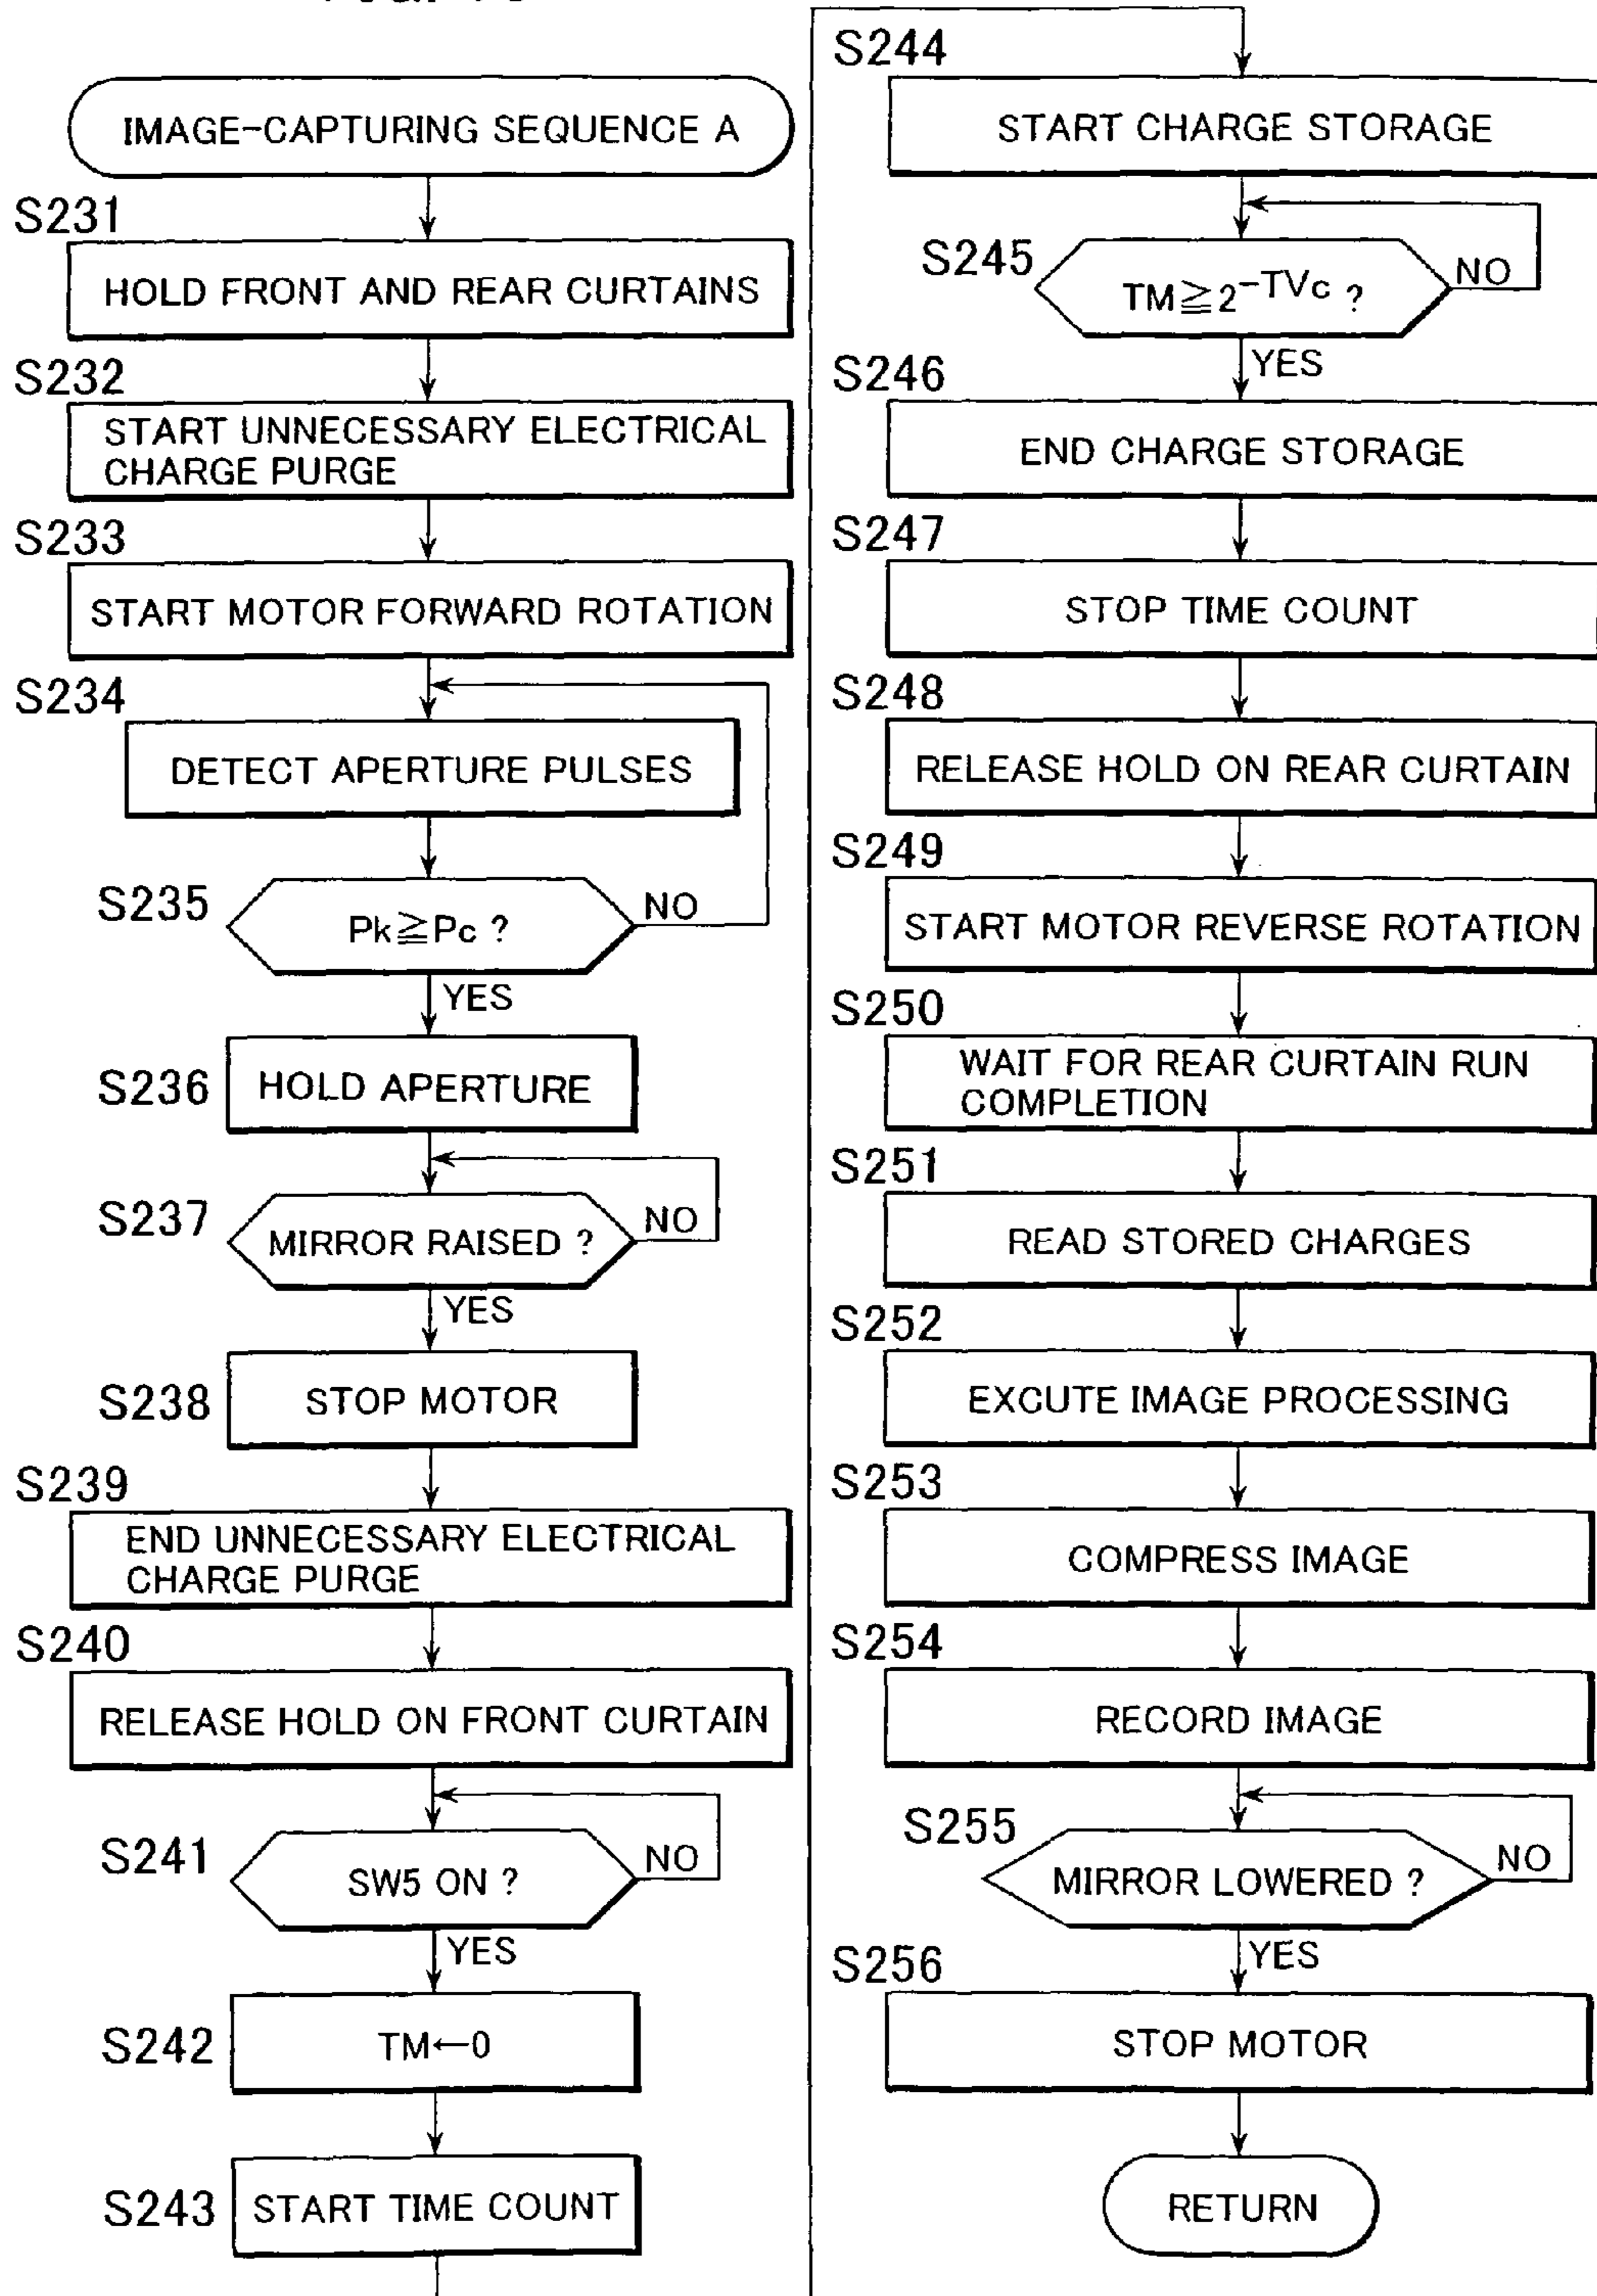 IMAGE-CAPTURING SEQUENCE A
S231
HOLD FRONT AND REAR CURTAINS
S232
START UNNECESSARY ELECTRICAL
CHARGE PURGE
S233
START MOTOR FORWARD ROTATION
S234
DETECT APERTURE PULSES
S235
Pk≧Pc ?
NO
YES
S236
HOLD APERTURE
S237
MIRROR RAISED ?
NO
YES
S238
STOP MOTOR
S239
END UNNECESSARY ELECTRICAL
CHARGE PURGE
S240
RELEASE HOLD ON FRONT CURTAIN
S241
SW5 ON ?
NO
YES
S242
TM←0
S243
START TIME COUNT
S244
START CHARGE STORAGE
S245
TM≧2^-TVc ?
NO
YES
S246
END CHARGE STORAGE
S247
STOP TIME COUNT
S248
RELEASE HOLD ON REAR CURTAIN
S249
START MOTOR REVERSE ROTATION
S250
WAIT FOR REAR CURTAIN RUN
COMPLETION
S251
READ STORED CHARGES
S252
EXCUTE IMAGE PROCESSING
S253
COMPRESS IMAGE
S254
RECORD IMAGE
S255
MIRROR LOWERED ?
NO
YES
S256
STOP MOTOR
RETURN